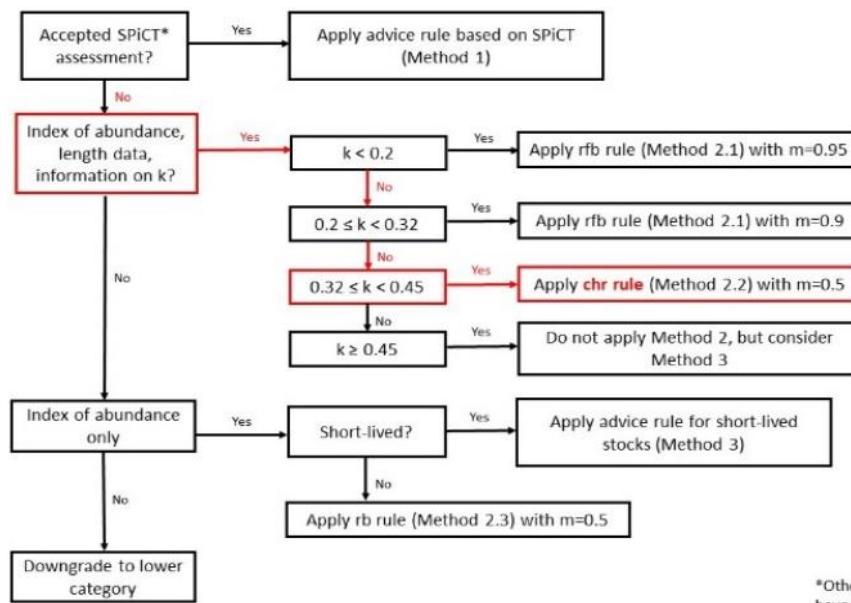 Accepted SPiCT*
assessment?
Yes
Apply advice rule based on SPiCT
(Method 1)
No
Index of abundance,
length data,
information on k?
Yes
k < 0.2
Yes
Apply rfb rule (Method 2.1) with m=0.95
No
0.2 ≤ k < 0.32
Yes
Apply rfb rule (Method 2.1) with m=0.9
No
No
0.32 ≤ k < 0.45
Yes
Apply chr rule (Method 2.2) with m=0.5
No
k ≥ 0.45
Yes
Do not apply Method 2, but consider
Method 3
Index of abundance
only
Yes
Short-lived?
Yes
Apply advice rule for short-lived
stocks (Method 3)
No
No
Apply rb rule (Method 2.3) with m=0.5
Downgrade to lower
category
*Othe